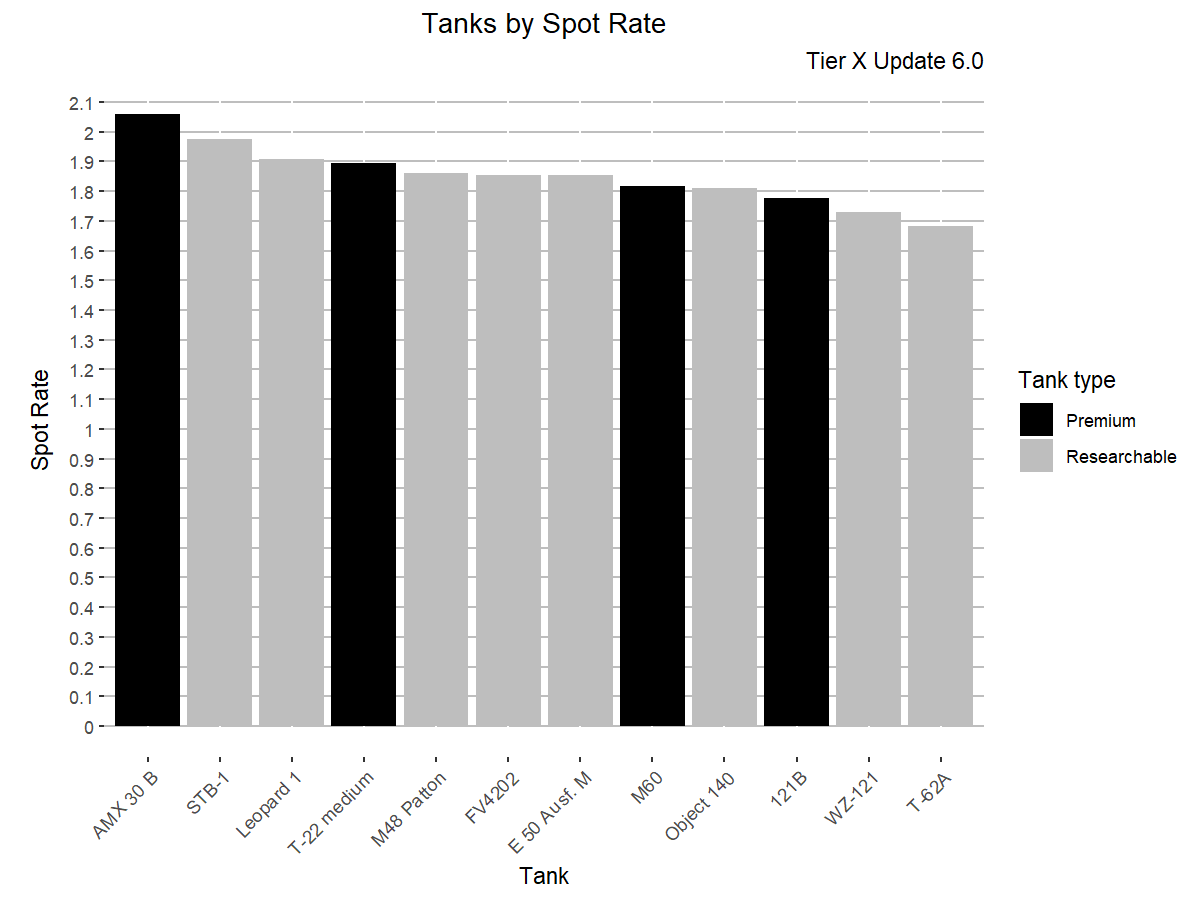 Tanks by Spot Rate
Tier X Update 6.0
2.1
2
1.9
1.8
1.7
1.6
1.5
1.4
1.3
1.2
1.1
1
0.9
0.8
0.7
0.6
0.5
0.4
0.3
0.2
0.1
0
Spot Rate
AMX 30 B
STB-1
Leopard 1
T-22 medium
M48 Patton
FV4202
E 50 Ausf. M
M60
Object 140
121B
WZ-121
T-62A
Tank
Tank type
Premium
Researchable